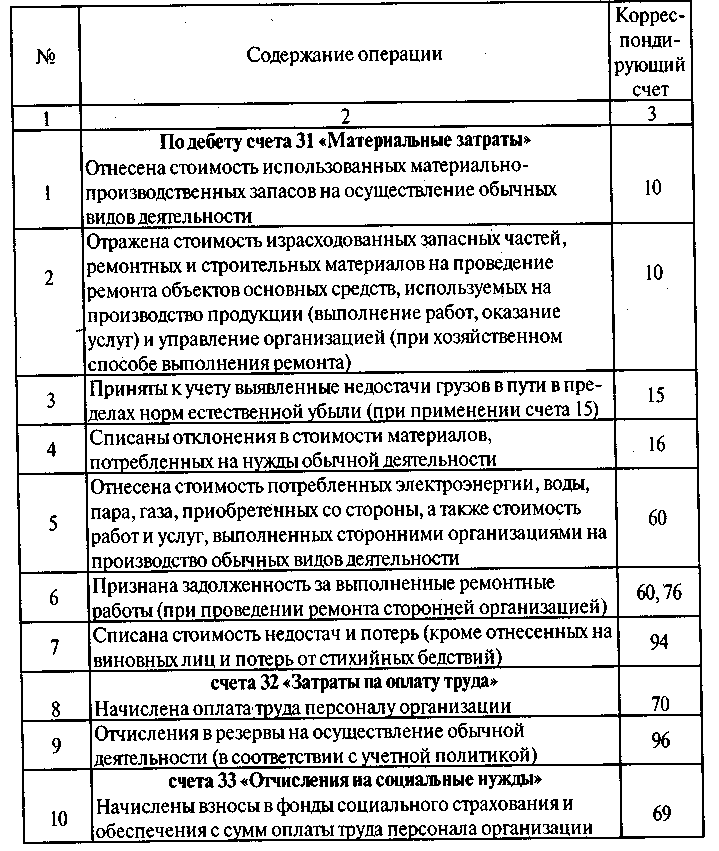 №
Содержание операции
Коррес-
понди-
рующий
счет
1 2 3
По дебету счета 31 «Материальные затраты»
1
Отнесена стоимость использованных материально-
производственных запасов на осуществление обычных
видов деятельности
10
2
Отражена стоимость израсходованных запасных частей,
ремонтных и строительных материалов на проведение
ремонта объектов основных средств, используемых на
производство продукции (выполнение работ, оказание
услуг) и управление организацией (при хозяйственном
способе выполнения ремонта)
10
3
Приняты к учету выявленные недостачи грузов в пути в пре-
делах норм естественной убыли (при применении счета 15)
15
4
Списаны отклонения в стоимости материалов,
потребленных на нужды обычной деятельности
16
5
Отнесена стоимость потребленных электроэнергии, воды,
пара, газа, приобретенных со стороны, а также стоимость
работ и услуг, выполненных сторонними организациями на
производство обычных видов деятельности
60
6
Признана задолженность за выполненные ремонтные
работы (при проведении ремонта сторонней организацией)
60, 76
7
Списана стоимость недостач и потерь (кроме отнесенных на
виновных лиц и потерь от стихийных бедствий)
94
счета 32 «Затраты на оплату труда»
8
Начислена оплата труда персоналу организации
70
9
Отчисления в резервы на осуществление обычной
деятельности (в соответствии с учетной политикой)
96
счета 33 «Отчисления на социальные нужды»
10
Начислены взносы в фонды социального страхования и
обеспечения с сумм оплаты труда персонала организации
69